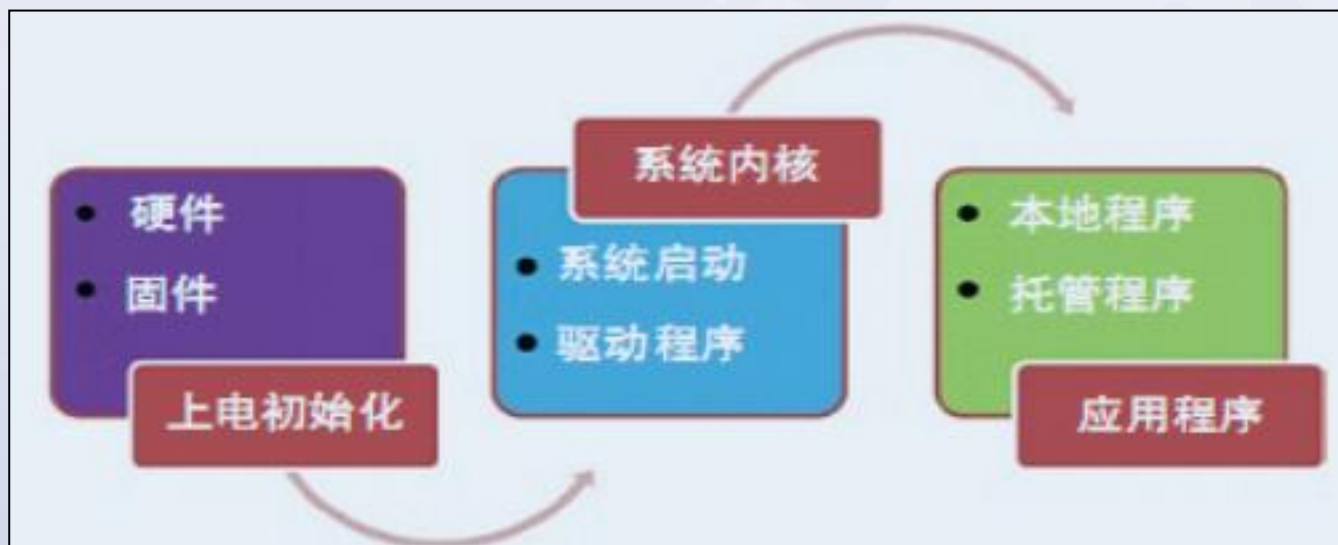 硬件
固件
上电初始化
系统内核
系统启动
驱动程序
本地程序
托管程序
应用程序